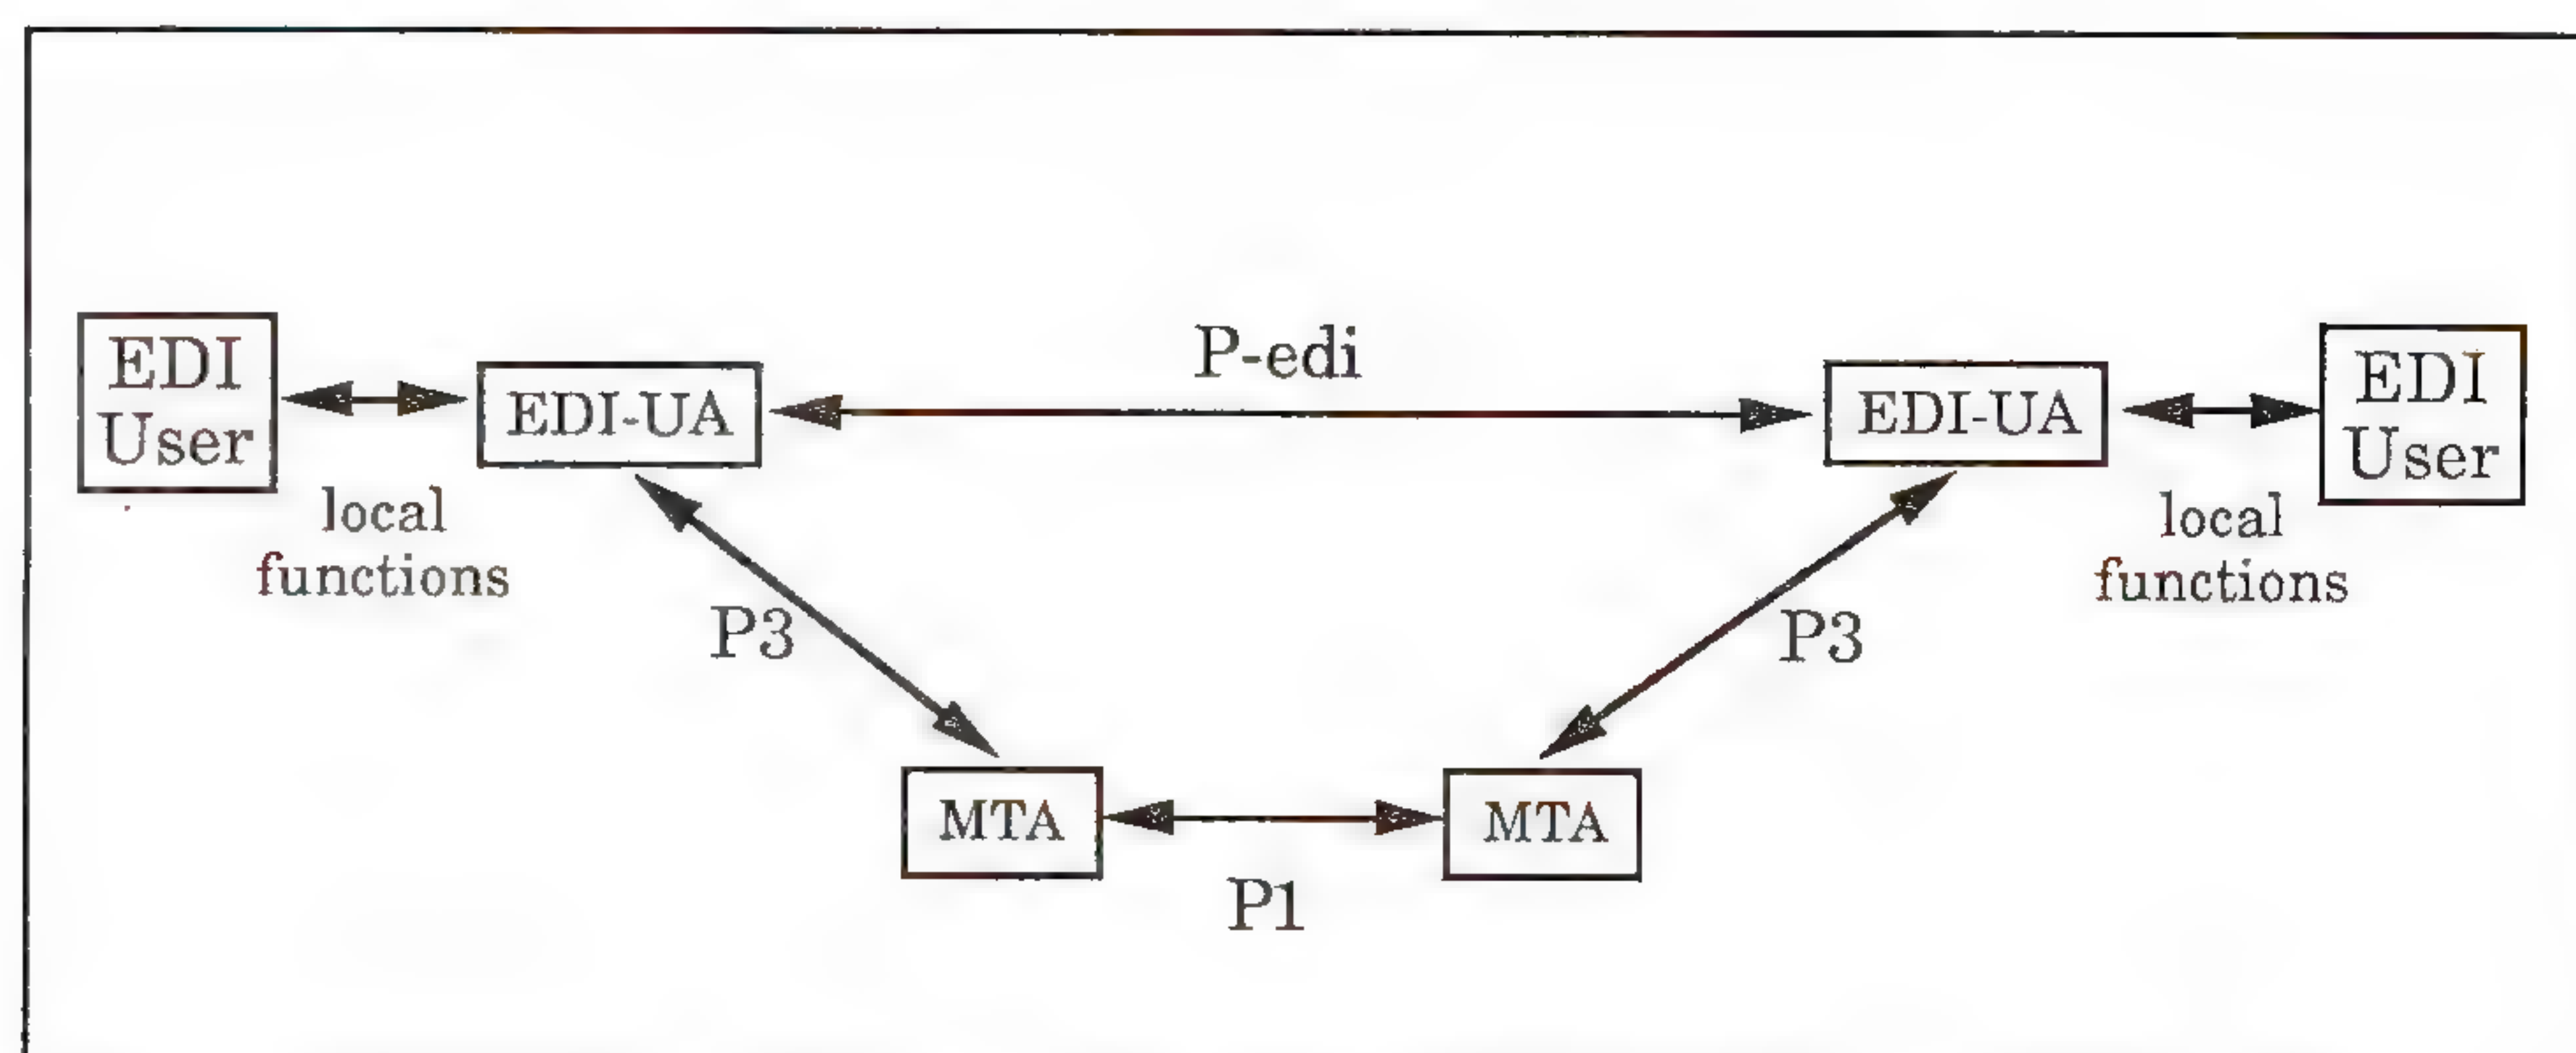 P-edi
EDI
User
EDI-UA
EDI-UA
EDI
User
local
functions
local
functions
P3
P3
MTA
MTA
P1